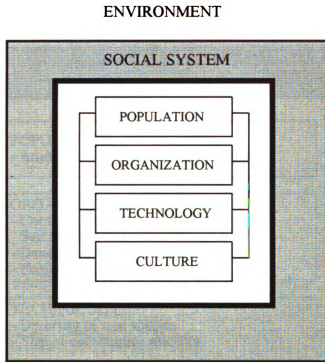 ENVIRONMENT
SOCIAL SYSTEM
POPULATION
ORGANIZATION
TECHNOLOGY
CULTURE